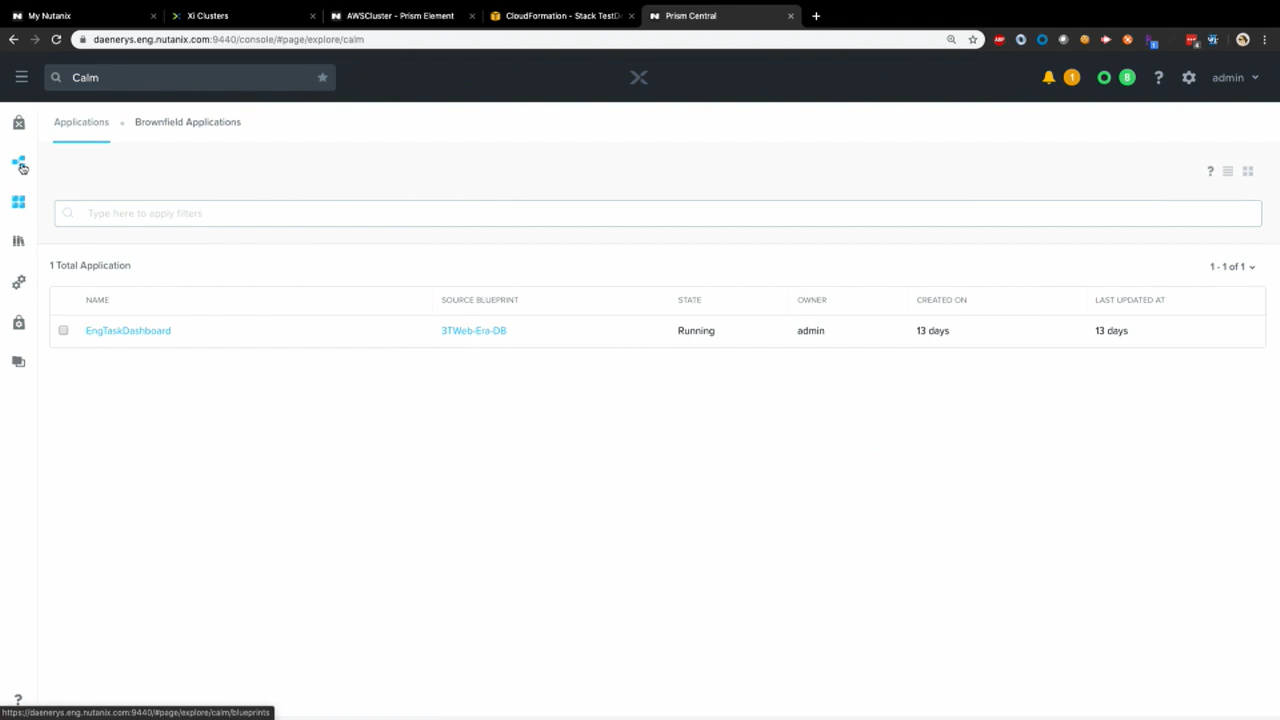 My Nutanix
Xi Clusters
AWSCluster - Prism Element
CloudFormation - Stack TestD
Prism Central
daenerys.eng.nutanix.com:9440/console/#page/explore/calm
Calm
1
8
?
admin
Applications
Brownfield Applications
?
Type here to apply filters
1 Total Application
1 - 1 of 1
NAME
SOURCE BLUEPRINT
STATE
OWNER
CREATED ON
LAST UPDATED AT
EngTaskDashboard
3TWeb-Era-DB
Running
admin
13 days
13 days
?
https://daenerys.eng.nutanix.com:9440/#page/explore/calm/blueprints